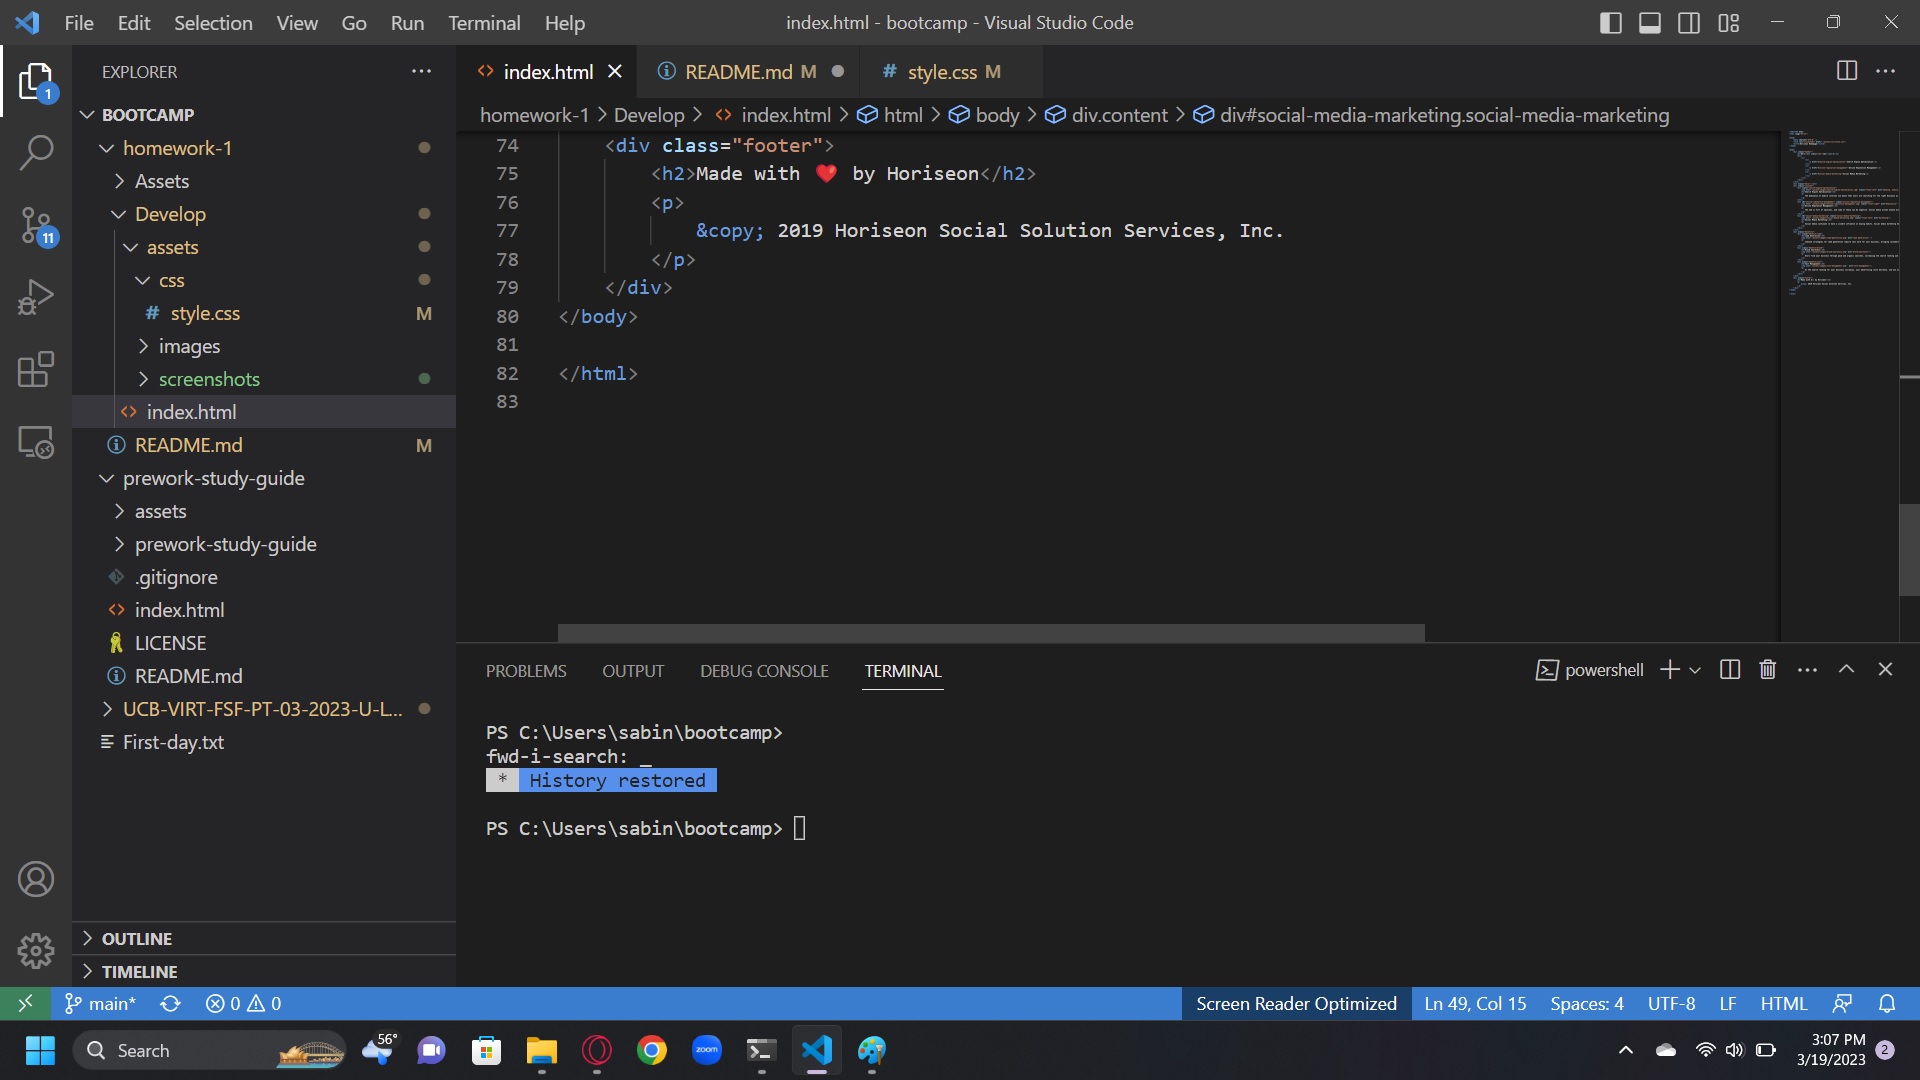 File Edit Selection View Go Run Terminal Help
index.html - bootcamp - Visual Studio Code
EXPLORER
BOOTCAMP
homework-1
Assets
Develop
assets
css
# style.css M
images
screenshots
<> index.html
README.md M
prework-study-guide
assets
prework-study-guide
.gitignore
<> index.html
LICENSE
README.md
UCB-VIRT-FSF-PT-03-2023-U-L...
First-day.txt
OUTLINE
TIMELINE
1
11
<> index.html
README.md M
# style.css M
homework-1 > Develop > <> index.html > html > body > div.content > div#social-media-marketing.social-media-marketing
74 <div class="footer">
75 <h2>Made with ❤️ by Horiseon</h2>
76 <p>
77 &copy; 2019 Horiseon Social Solution Services, Inc.
78 </p>
79 </div>
80 </body>
81
82 </html>
83
PROBLEMS OUTPUT DEBUG CONSOLE TERMINAL
powershell
PS C:\Users\sabin\bootcamp>
fwd-i-search: _
* History restored
PS C:\Users\sabin\bootcamp>
main* 0 0
Screen Reader Optimized Ln 49, Col 15 Spaces: 4 UTF-8 LF HTML
Search
56°
zoom
3:07 PM
3/19/2023
2